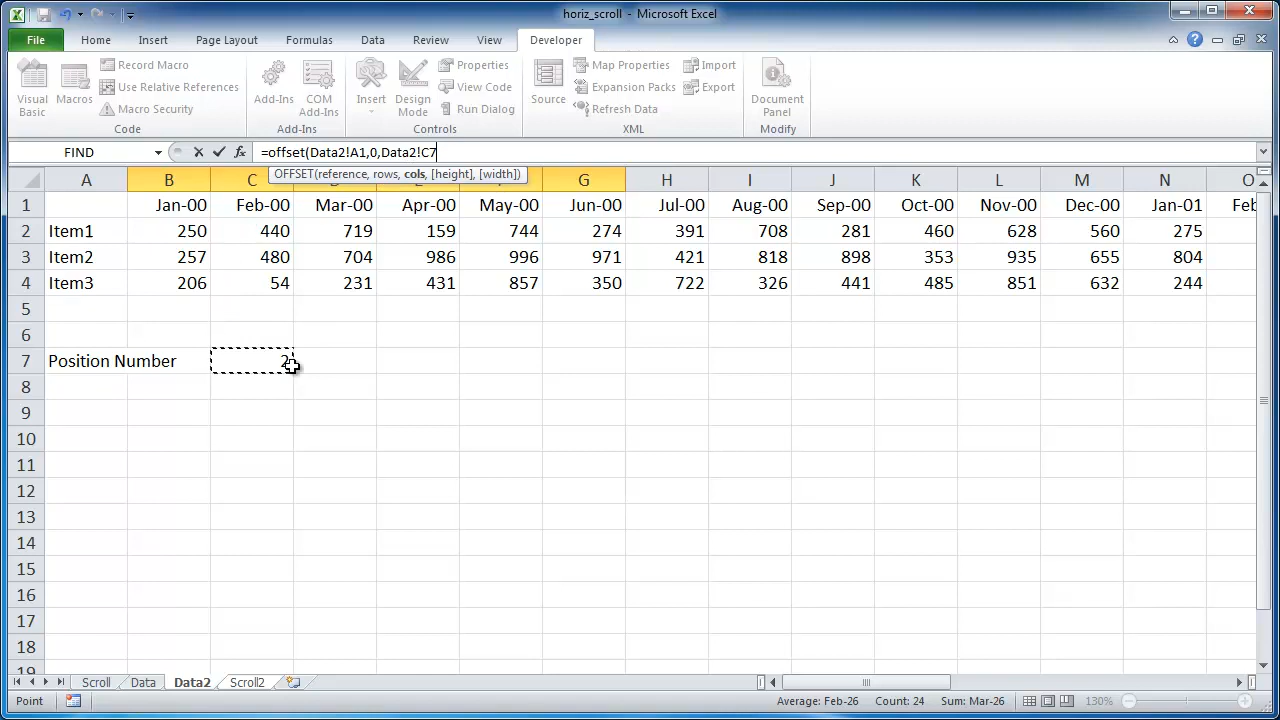 horiz_scroll - Microsoft Excel
File Home Insert Page Layout Formulas Data Review View Developer
Visual Basic Macros Record Macro Use Relative References Macro Security
Add-Ins COM Add-Ins
Insert Design Mode Properties View Code Run Dialog
Source Map Properties Expansion Packs Refresh Data Import Export
Document Panel
Code Add-Ins Controls XML Modify
FIND fx =offset(Data2!A1,0,Data2!C7
OFFSET(reference, rows, cols, [height], [width])
A B C G H I J K L M N O
1 Jan-00 Feb-00 Mar-00 Apr-00 May-00 Jun-00 Jul-00 Aug-00 Sep-00 Oct-00 Nov-00 Dec-00 Jan-01 Feb
2 Item1 250 440 719 159 744 274 391 708 281 460 628 560 275
3 Item2 257 480 704 986 996 971 421 818 898 353 935 655 804
4 Item3 206 54 231 431 857 350 722 326 441 485 851 632 244
5
6
7 Position Number 2
8
9
10
11
12
13
14
15
16
17
18
19
Scroll Data Data2 Scroll2
Point Average: Feb-26 Count: 24 Sum: Mar-26 130%